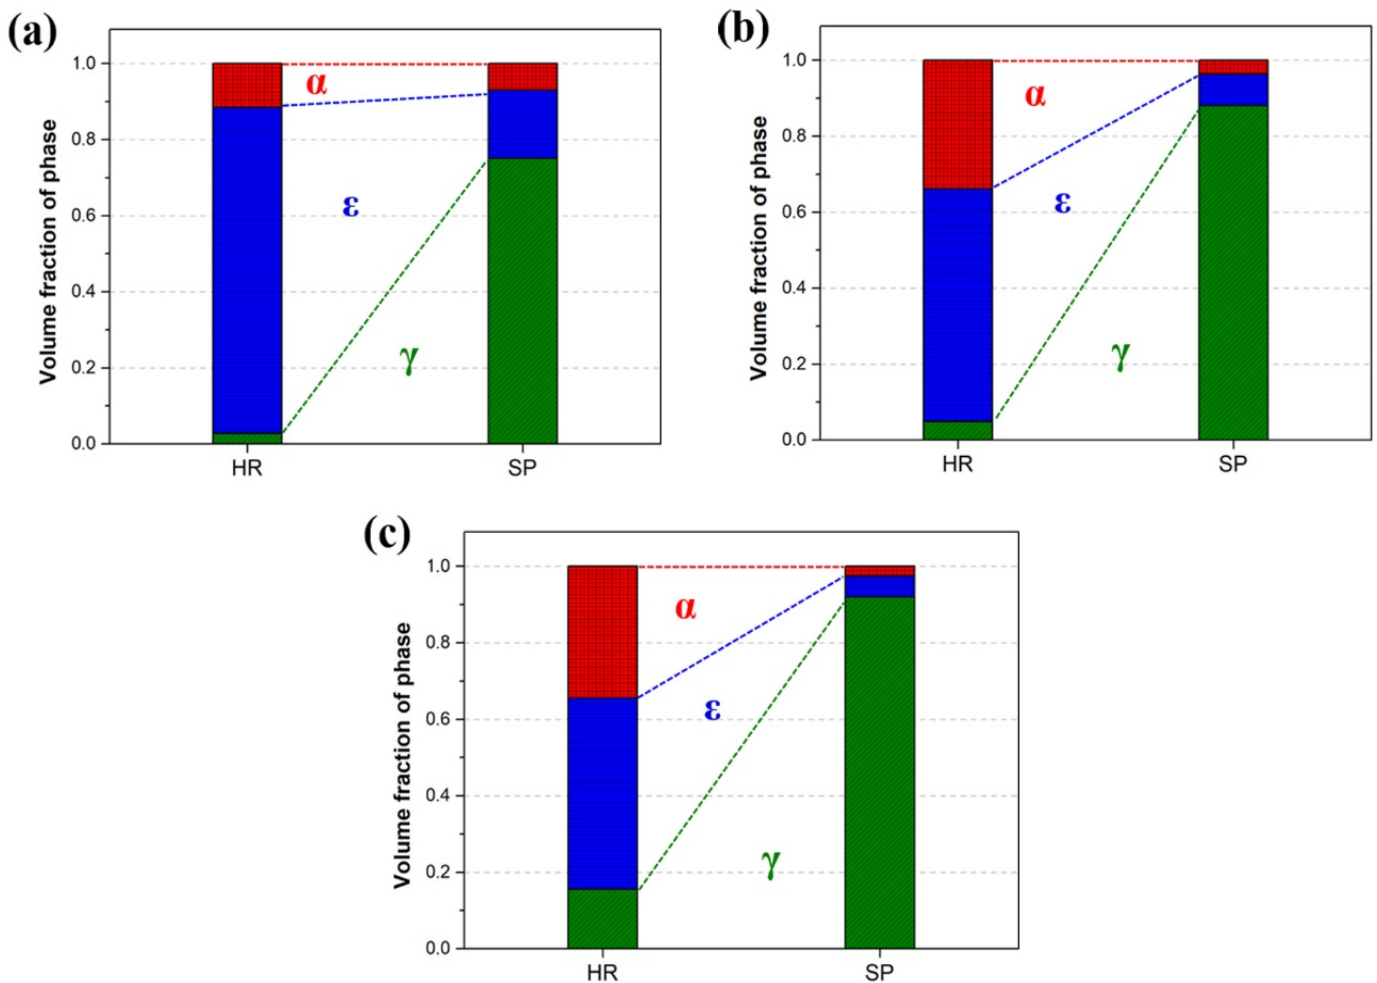 (a)
Volume fraction of phase
1.0
0.8
0.6
0.4
0.2
0.0
α
ε
γ
HR SP
(b)
Volume fraction of phase
1.0
0.8
0.6
0.4
0.2
0.0
α
ε
γ
HR SP
(c)
Volume fraction of phase
1.0
0.8
0.6
0.4
0.2
0.0
α
ε
γ
HR SP